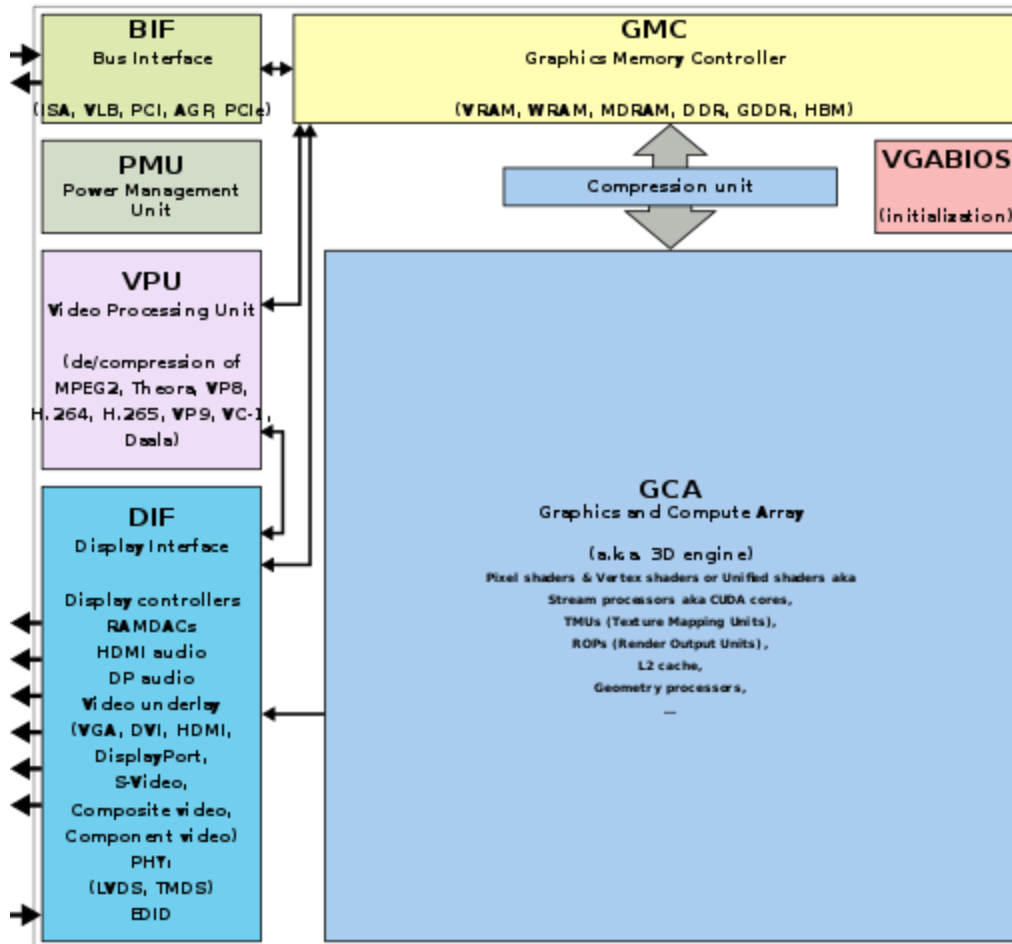 BIF
Bus Interface
(ISA, VLB, PCI, AGP, PCIe)
GMC
Graphics Memory Controller
(VRAM, WRAM, MDRAM, DDR, GDDR, HBM)
PMU
Power Management
Unit
Compression unit
VGABIOS
(initialization)
VPU
Video Processing Unit
(de/compression of
MPEG2, Theora, VP8,
H.264, H.265, VP9, VC-1,
Daala)
DIF
Display Interface
Display controllers
RAMDACs
HDMI audio
DP audio
Video underlay
(VGA, DVI, HDMI,
DisplayPort,
S-Video,
Composite video,
Component video)
PHYi
(LVDS, TMDS)
EDID
GCA
Graphics and Compute Array
(a.k.a. 3D engine)
Pixel shaders & Vertex shaders or Unified shaders aka
Stream processors aka CUDA cores,
TMUs (Texture Mapping Units),
ROPs (Render Output Units),
L2 cache,
Geometry processors,
...